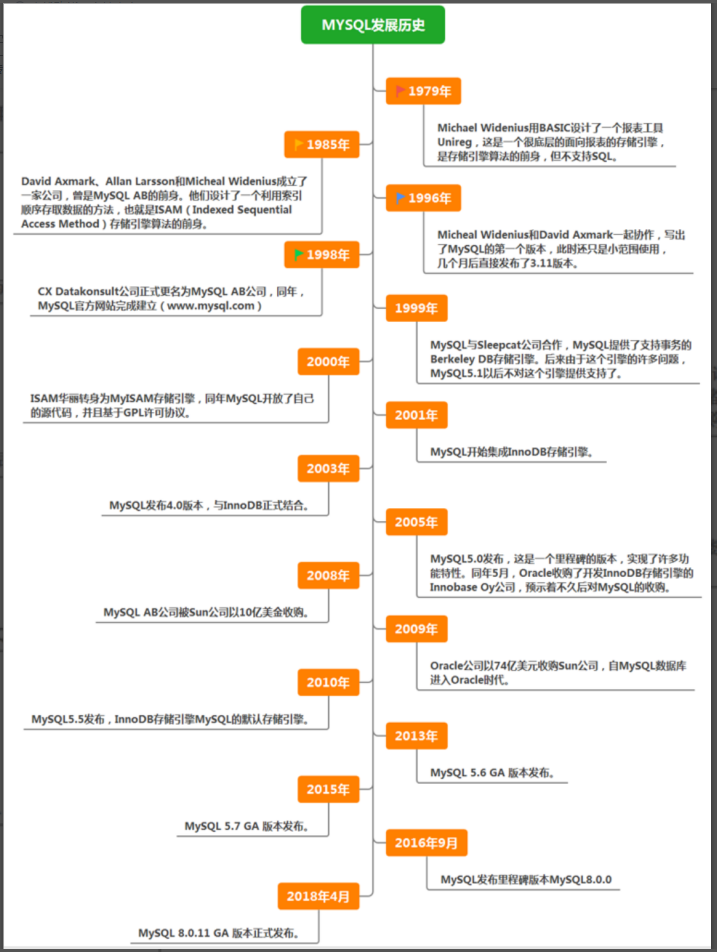 MYSQL发展历史
1979年
Michael Widenius用BASIC设计了一个报表工具
Unireg，这是一个很底层的面向报表的存储引擎，
是存储引擎算法的前身，但不支持SQL。
1985年
David Axmark、Allan Larsson和Micheal Widenius成立了
一家公司，曾是MySQL AB的前身。他们设计了一个利用索引
顺序存取数据的方法，也就是ISAM（Indexed Sequential
Access Method）存储引擎算法的前身。
1996年
Micheal Widenius和David Axmark一起协作，写出
了MySQL的第一个版本，此时还只是小范围使用，
几个月后直接发布了3.11版本。
1998年
CX Datakonsult公司正式更名为MySQL AB公司，同年，
MySQL官方网站完成建立（www.mysql.com）
1999年
MySQL与Sleepcat公司合作，MySQL提供了支持事务的
Berkeley DB存储引擎。后来由于这个引擎的许多问题，
MySQL5.1以后不对这个引擎提供支持了。
2000年
ISAM华丽转身为MyISAM存储引擎，同年MySQL开放了自己
的源代码，并且基于GPL许可协议。
2001年
MySQL开始集成InnoDB存储引擎。
2003年
MySQL发布4.0版本，与InnoDB正式结合。
2005年
MySQL5.0发布，这是一个里程碑的版本，实现了许多功
能特性。同年5月，Oracle收购了开发InnoDB存储引擎的
Innobase Oy公司，预示着不久后对MySQL的收购。
2008年
MySQL AB公司被Sun公司以10亿美金收购。
2009年
Oracle公司以74亿美元收购Sun公司，自MySQL数据库
进入Oracle时代。
2010年
MySQL5.5发布，InnoDB存储引擎MySQL的默认存储引擎。
2013年
MySQL 5.6 GA 版本发布。
2015年
MySQL 5.7 GA 版本发布。
2016年9月
MySQL发布里程碑版本MySQL8.0.0
2018年4月
MySQL 8.0.11 GA 版本正式发布。